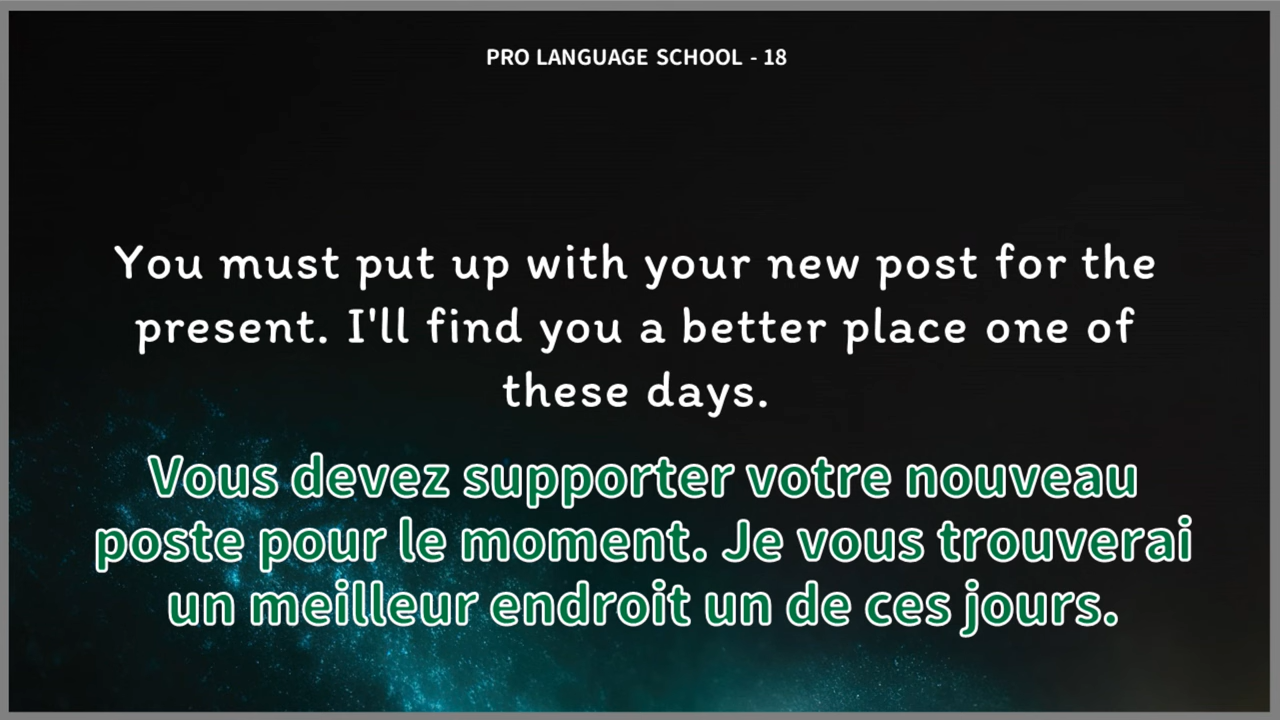 PRO LANGUAGE SCHOOL - 18
You must put up with your new post for the
present. I'll find you a better place one of
these days.
Vous devez supporter votre nouveau
poste pour le moment. Je vous trouverai
un meilleur endroit un de ces jours.